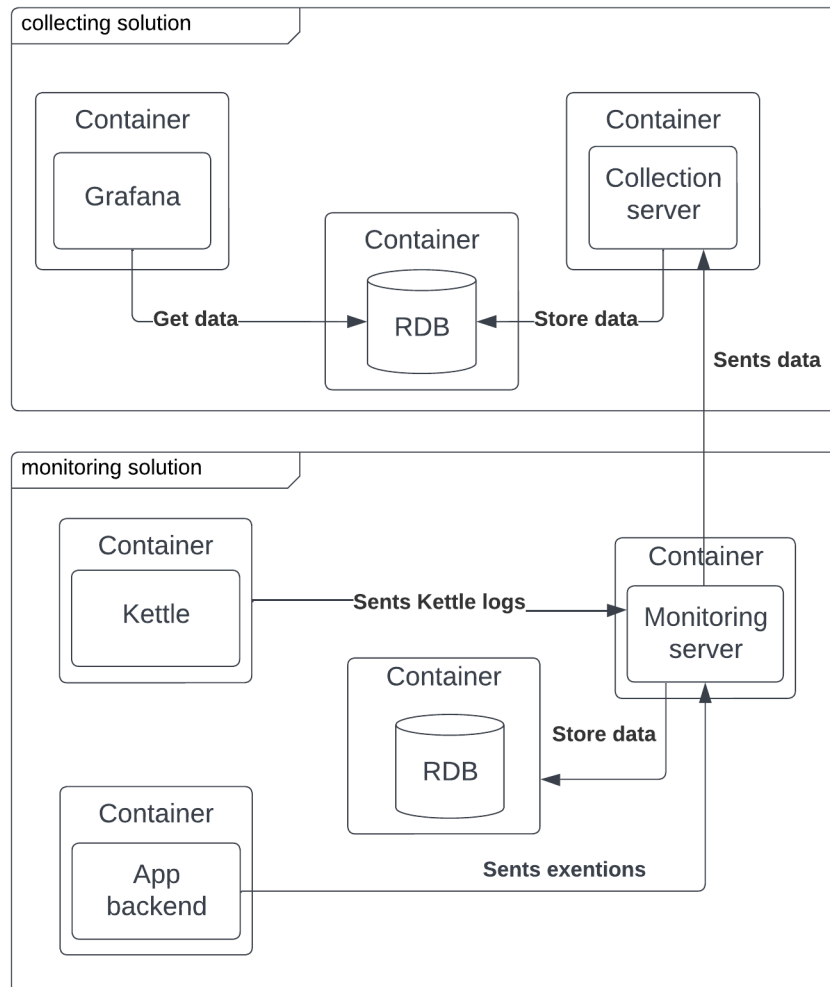 collecting solution
Container
Grafana
Container
Collection
server
Container
RDB
Get data
Store data
Sents data
monitoring solution
Container
Kettle
Sents Kettle logs
Container
Monitoring
server
Container
RDB
Store data
Container
App
backend
Sents exentions